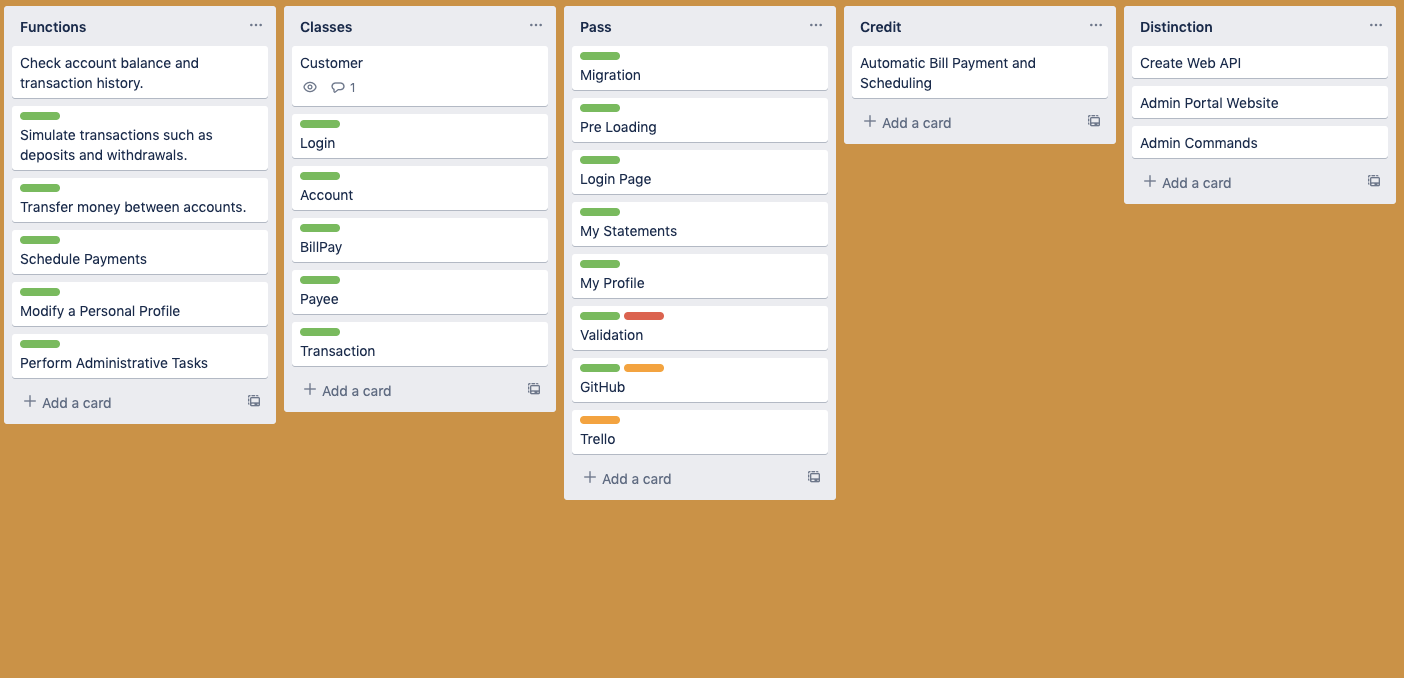 Functions
Check account balance and
transaction history.
Simulate transactions such as
deposits and withdrawals.
Transfer money between accounts.
Schedule Payments
Modify a Personal Profile
Perform Administrative Tasks
Add a card
Classes
Customer
1
Login
Account
BillPay
Payee
Transaction
Add a card
Pass
Migration
Pre Loading
Login Page
My Statements
My Profile
Validation
GitHub
Trello
Add a card
Credit
Automatic Bill Payment and
Scheduling
Add a card
Distinction
Create Web API
Admin Portal Website
Admin Commands
Add a card